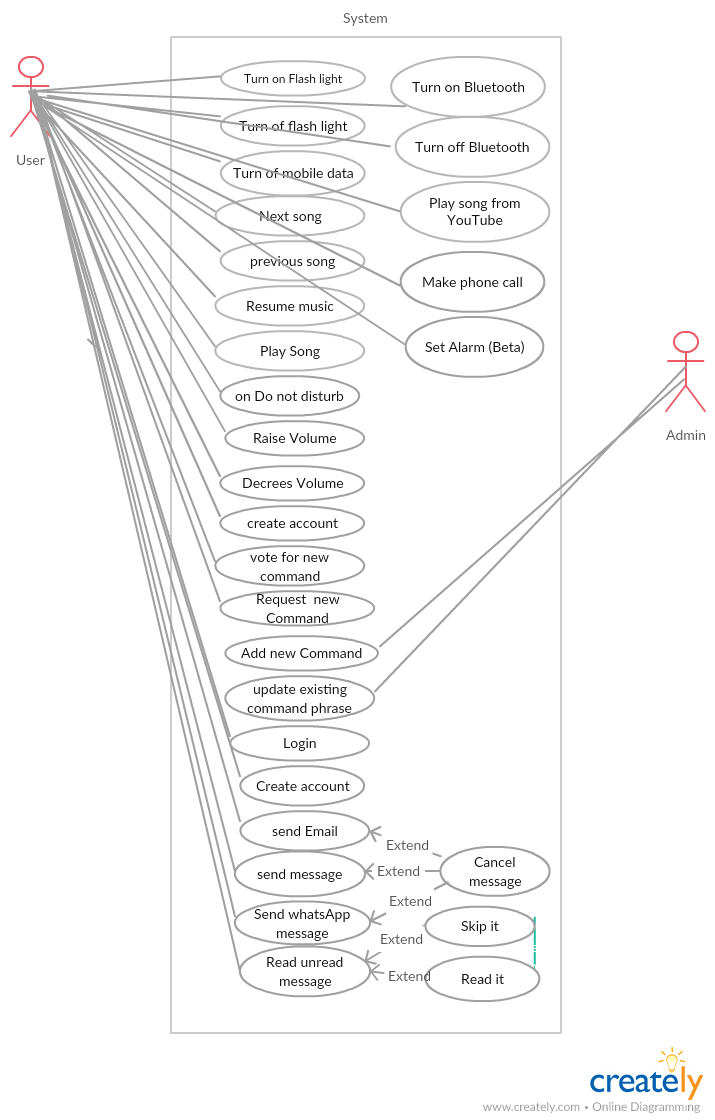 System
User
Turn on Flash light
Turn on Bluetooth
Turn of flash light
Turn off Bluetooth
Turn of mobile data
Play song from
YouTube
Next song
previous song
Make phone call
Resume music
Set Alarm (Beta)
Play Song
on Do not disturb
Admin
Raise Volume
Decrees Volume
create account
vote for new
command
Request new
Command
Add new Command
update existing
command phrase
Login
Create account
send Email
Extend
send message
Extend
Cancel
message
Extend
Send whatsApp
message
Skip it
Extend
Read unread
message
Extend
Read it
creately
www.creately.com • Online Diagramming